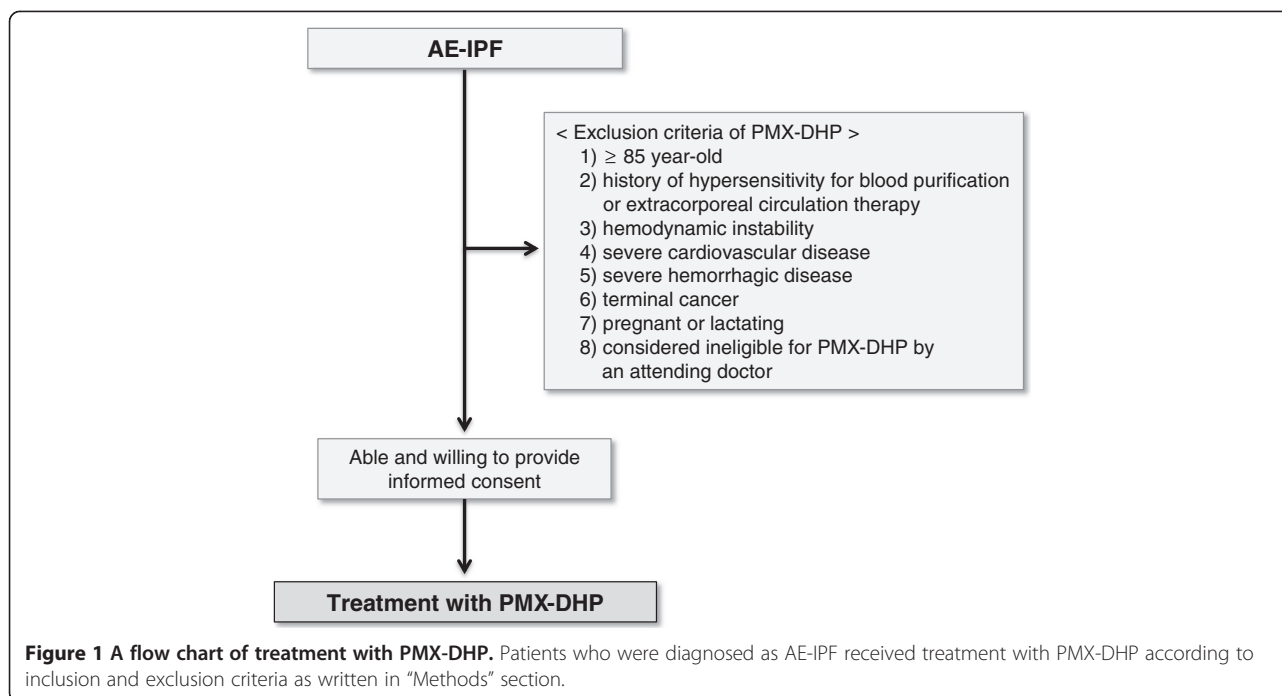 AE-IPF
< Exclusion criteria of PMX-DHP >
1) ≥ 85 year-old
2) history of hypersensitivity for blood purification
or extracorporeal circulation therapy
3) hemodynamic instability
4) severe cardiovascular disease
5) severe hemorrhagic disease
6) terminal cancer
7) pregnant or lactating
8) considered ineligible for PMX-DHP by
an attending doctor
Able and willing to provide
informed consent
Treatment with PMX-DHP
Figure 1 A flow chart of treatment with PMX-DHP. Patients who were diagnosed as AE-IPF received treatment with PMX-DHP according to
inclusion and exclusion criteria as written in “Methods” section.